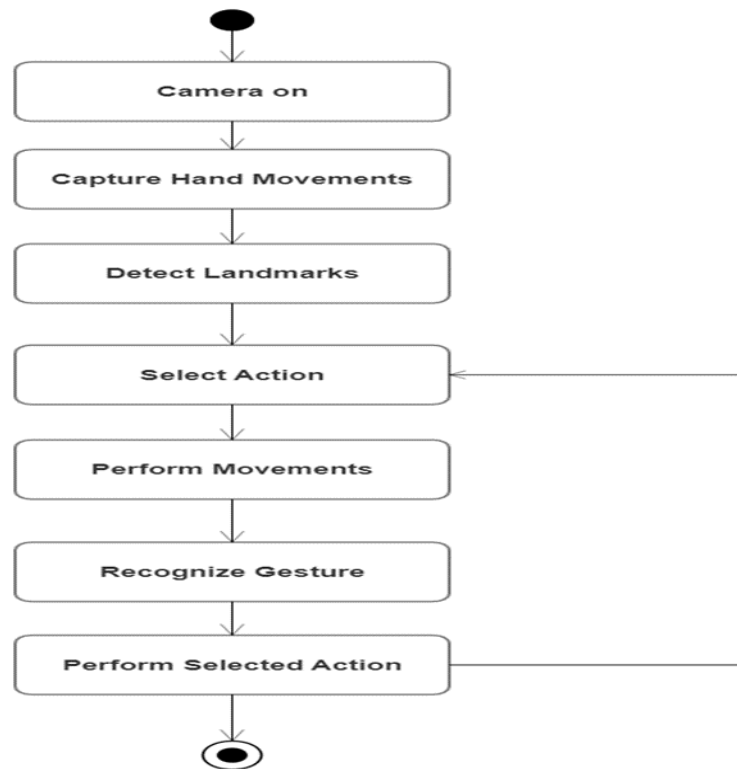 Camera on
Capture Hand Movements
Detect Landmarks
Select Action
Perform Movements
Recognize Gesture
Perform Selected Action